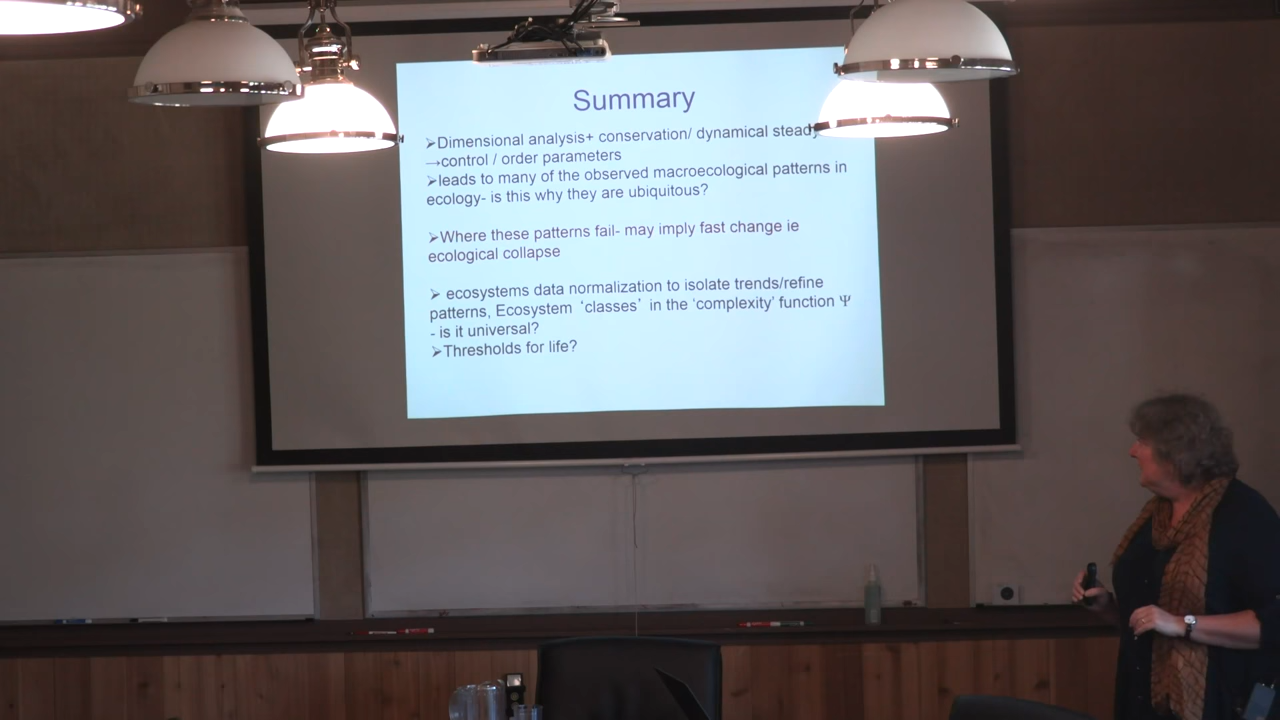 Summary
➢Dimensional analysis+ conservation/ dynamical steady
→control / order parameters
➢leads to many of the observed macroecological patterns in
ecology- is this why they are ubiquitous?
➢Where these patterns fail- may imply fast change ie
ecological collapse
➢ ecosystems data normalization to isolate trends/refine
patterns, Ecosystem ‘classes’ in the ‘complexity’ function Ψ
- is it universal?
➢Thresholds for life?